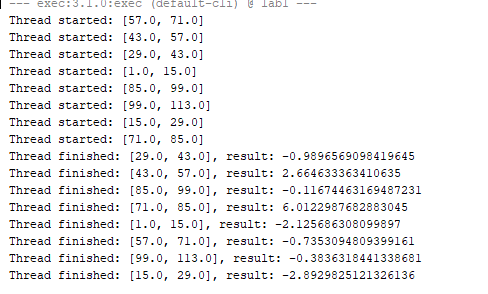 --- exec:3.1.0:exec (default-cli) @ lab1 ---
Thread started: [57.0, 71.0]
Thread started: [43.0, 57.0]
Thread started: [29.0, 43.0]
Thread started: [1.0, 15.0]
Thread started: [85.0, 99.0]
Thread started: [99.0, 113.0]
Thread started: [15.0, 29.0]
Thread started: [71.0, 85.0]
Thread finished: [29.0, 43.0], result: -0.9896569098419645
Thread finished: [43.0, 57.0], result: 2.664633363410635
Thread finished: [85.0, 99.0], result: -0.11674463169487231
Thread finished: [71.0, 85.0], result: 6.0122987682883045
Thread finished: [1.0, 15.0], result: -2.125686308099897
Thread finished: [57.0, 71.0], result: -0.7353094809399161
Thread finished: [99.0, 113.0], result: -0.3836318441338681
Thread finished: [15.0, 29.0], result: -2.8929825121326136